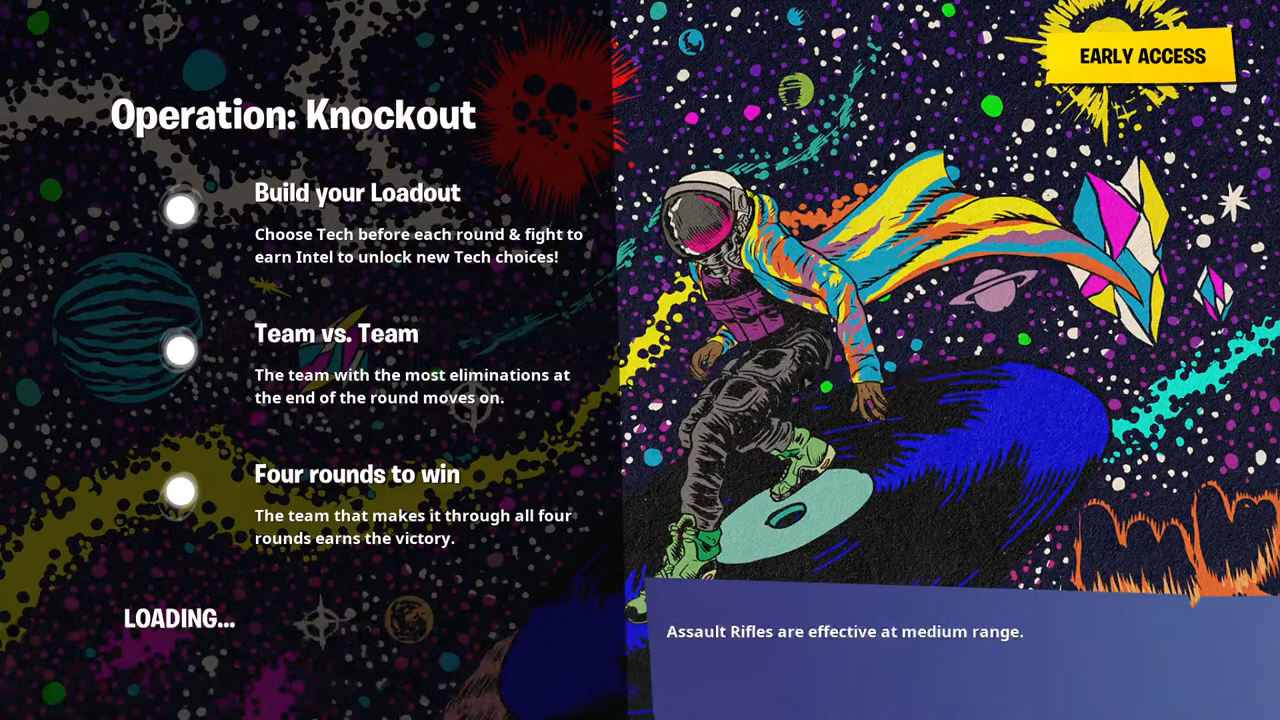 EARLY ACCESS
Operation: Knockout
Build your Loadout
Choose Tech before each round & fight to
earn Intel to unlock new Tech choices!
Team vs. Team
The team with the most eliminations at
the end of the round moves on.
Four rounds to win
The team that makes it through all four
rounds earns the victory.
LOADING...
Assault Rifles are effective at medium range.